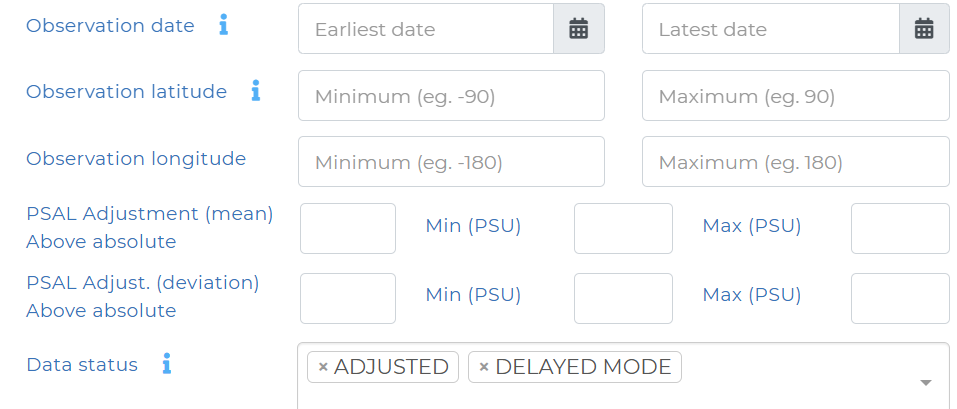 Observation date Earliest date Latest date
Observation latitude Minimum (eg. -90) Maximum (eg. 90)
Observation longitude Minimum (eg. -180) Maximum (eg. 180)
PSAL Adjustment (mean)
Above absolute Min (PSU) Max (PSU)
PSAL Adjust. (deviation)
Above absolute Min (PSU) Max (PSU)
Data status × ADJUSTED × DELAYED MODE